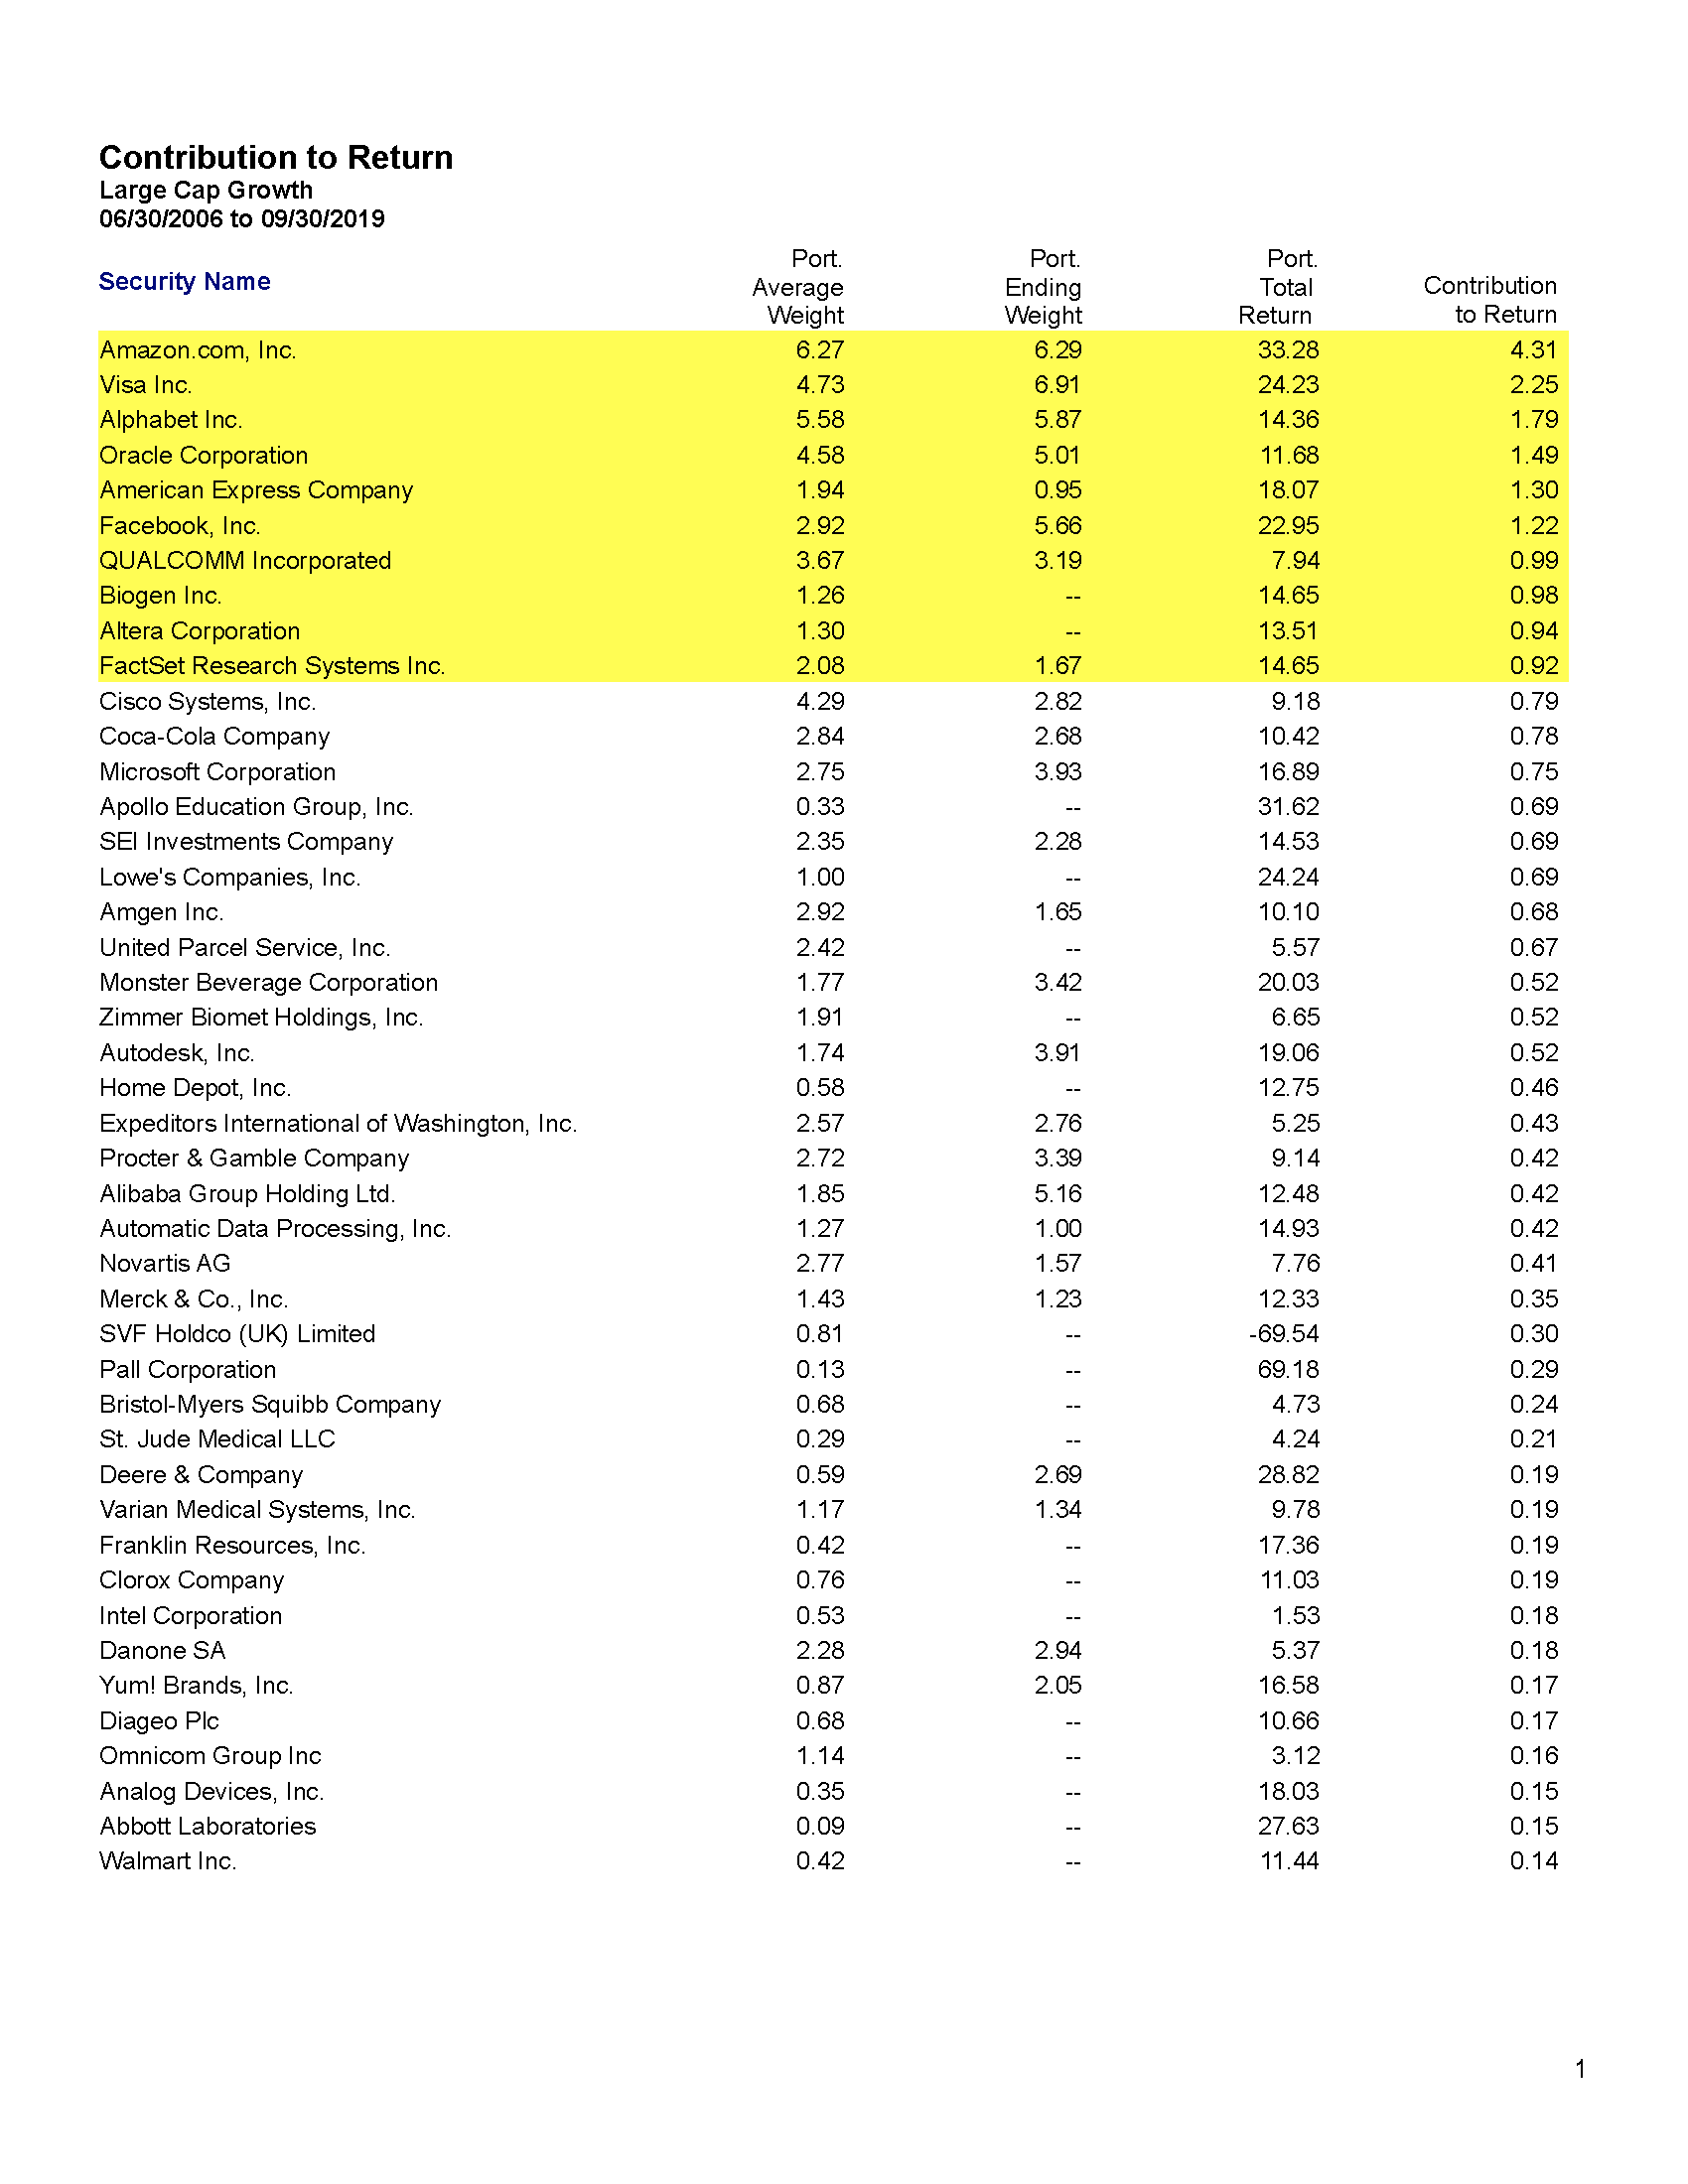 Contribution to Return
Large Cap Growth
06/30/2006 to 09/30/2019
Security Name Port. Average Weight Port. Ending Weight Port. Total Return Contribution to Return
Amazon.com, Inc. 6.27 6.29 33.28 4.31
Visa Inc. 4.73 6.91 24.23 2.25
Alphabet Inc. 5.58 5.87 14.36 1.79
Oracle Corporation 4.58 5.01 11.68 1.49
American Express Company 1.94 0.95 18.07 1.30
Facebook, Inc. 2.92 5.66 22.95 1.22
QUALCOMM Incorporated 3.67 3.19 7.94 0.99
Biogen Inc. 1.26 -- 14.65 0.98
Altera Corporation 1.30 -- 13.51 0.94
FactSet Research Systems Inc. 2.08 1.67 14.65 0.92
Cisco Systems, Inc. 4.29 2.82 9.18 0.79
Coca-Cola Company 2.84 2.68 10.42 0.78
Microsoft Corporation 2.75 3.93 16.89 0.75
Apollo Education Group, Inc. 0.33 -- 31.62 0.69
SEI Investments Company 2.35 2.28 14.53 0.69
Lowe's Companies, Inc. 1.00 -- 24.24 0.69
Amgen Inc. 2.92 1.65 10.10 0.68
United Parcel Service, Inc. 2.42 -- 5.57 0.67
Monster Beverage Corporation 1.77 3.42 20.03 0.52
Zimmer Biomet Holdings, Inc. 1.91 -- 6.65 0.52
Autodesk, Inc. 1.74 3.91 19.06 0.52
Home Depot, Inc. 0.58 -- 12.75 0.46
Expeditors International of Washington, Inc. 2.57 2.76 5.25 0.43
Procter & Gamble Company 2.72 3.39 9.14 0.42
Alibaba Group Holding Ltd. 1.85 5.16 12.48 0.42
Automatic Data Processing, Inc. 1.27 1.00 14.93 0.42
Novartis AG 2.77 1.57 7.76 0.41
Merck & Co., Inc. 1.43 1.23 12.33 0.35
SVF Holdco (UK) Limited 0.81 -- -69.54 0.30
Pall Corporation 0.13 -- 69.18 0.29
Bristol-Myers Squibb Company 0.68 -- 4.73 0.24
St. Jude Medical LLC 0.29 -- 4.24 0.21
Deere & Company 0.59 2.69 28.82 0.19
Varian Medical Systems, Inc. 1.17 1.34 9.78 0.19
Franklin Resources, Inc. 0.42 -- 17.36 0.19
Clorox Company 0.76 -- 11.03 0.19
Intel Corporation 0.53 -- 1.53 0.18
Danone SA 2.28 2.94 5.37 0.18
Yum! Brands, Inc. 0.87 2.05 16.58 0.17
Diageo Plc 0.68 -- 10.66 0.17
Omnicom Group Inc 1.14 -- 3.12 0.16
Analog Devices, Inc. 0.35 -- 18.03 0.15
Abbott Laboratories 0.09 -- 27.63 0.15
Walmart Inc. 0.42 -- 11.44 0.14
1